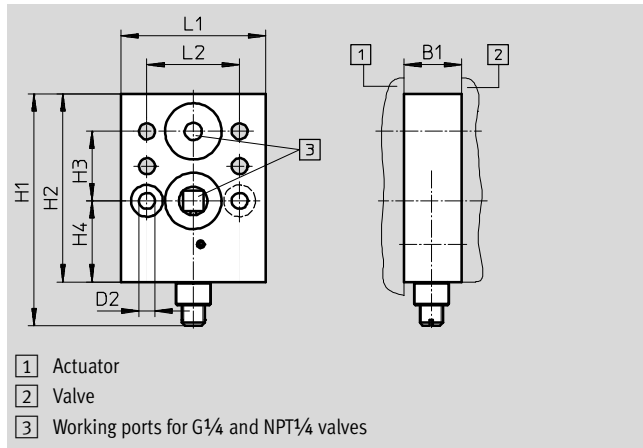 L1
L2
B1
1
2
3
H1
H2
H3
H4
D2
1 Actuator
2 Valve
3 Working ports for G¼ and NPT¼ valves